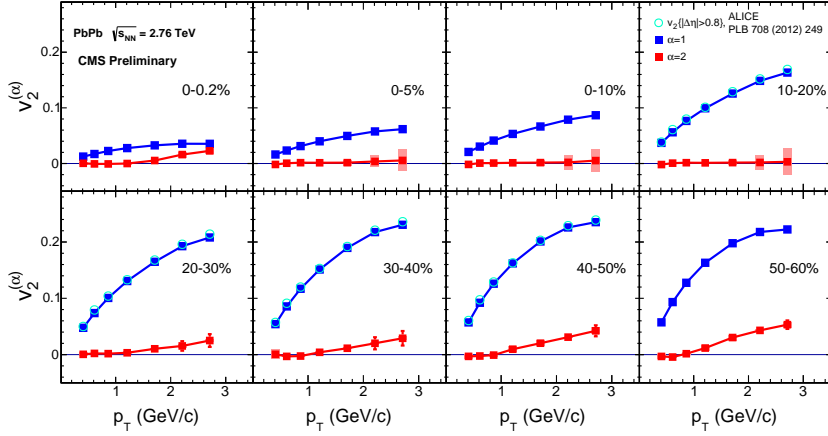 PbPb √sNN = 2.76 TeV
CMS Preliminary
v2{|Δη|>0.8}, ALICE
PLB 708 (2012) 249
α=1
α=2
0-0.2%
0-5%
0-10%
10-20%
v2(α)
0.2
0.1
0
20-30%
30-40%
40-50%
50-60%
v2(α)
0.2
0.1
0
1 2 3
1 2 3
1 2 3
1 2 3
pT (GeV/c)
pT (GeV/c)
pT (GeV/c)
pT (GeV/c)